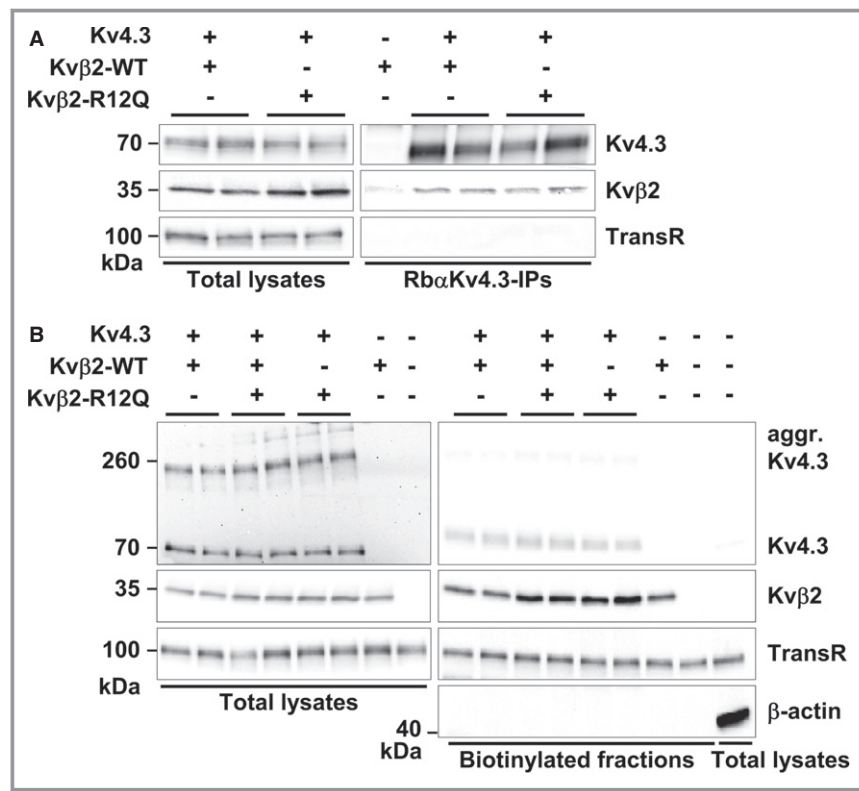 A
Kv4.3 + + - + +
Kvβ2-WT + - + + -
Kvβ2-R12Q - + - - +
70 Kv4.3
35 Kvβ2
100 TransR
kDa
Total lysates RbαKv4.3-IPs
B
Kv4.3 + + + - - + + + - - -
Kvβ2-WT + + - + - + + - + - -
Kvβ2-R12Q - + + - - - + + - - -
aggr.
260 Kv4.3
70 Kv4.3
35 Kvβ2
100 TransR
kDa
Total lysates
β-actin
40
kDa
Biotinylated fractions Total lysates